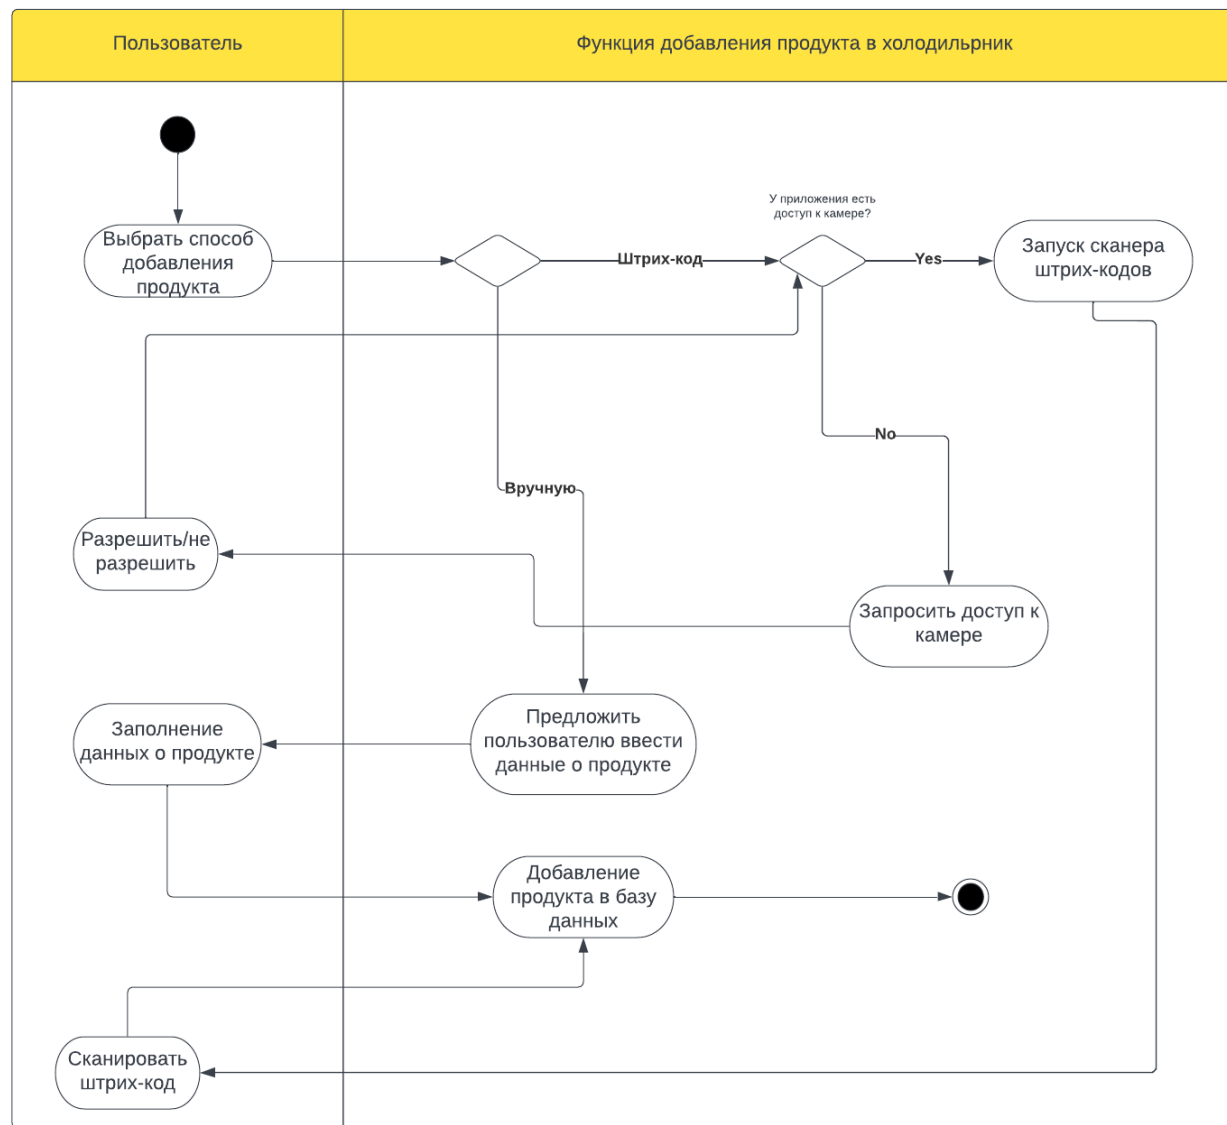 Пользователь
Функция добавления продукта в холодильрник
У приложения есть
доступ к камере?
Выбрать способ
добавления
продукта
Штрих-код
Yes
Запуск сканера
штрих-кодов
No
Вручную
Разрешить/не
разрешить
Запросить доступ к
камере
Предложить
пользователю ввести
данные о продукте
Заполнение
данных о продукте
Добавление
продукта в базу
данных
Сканировать
штрих-код